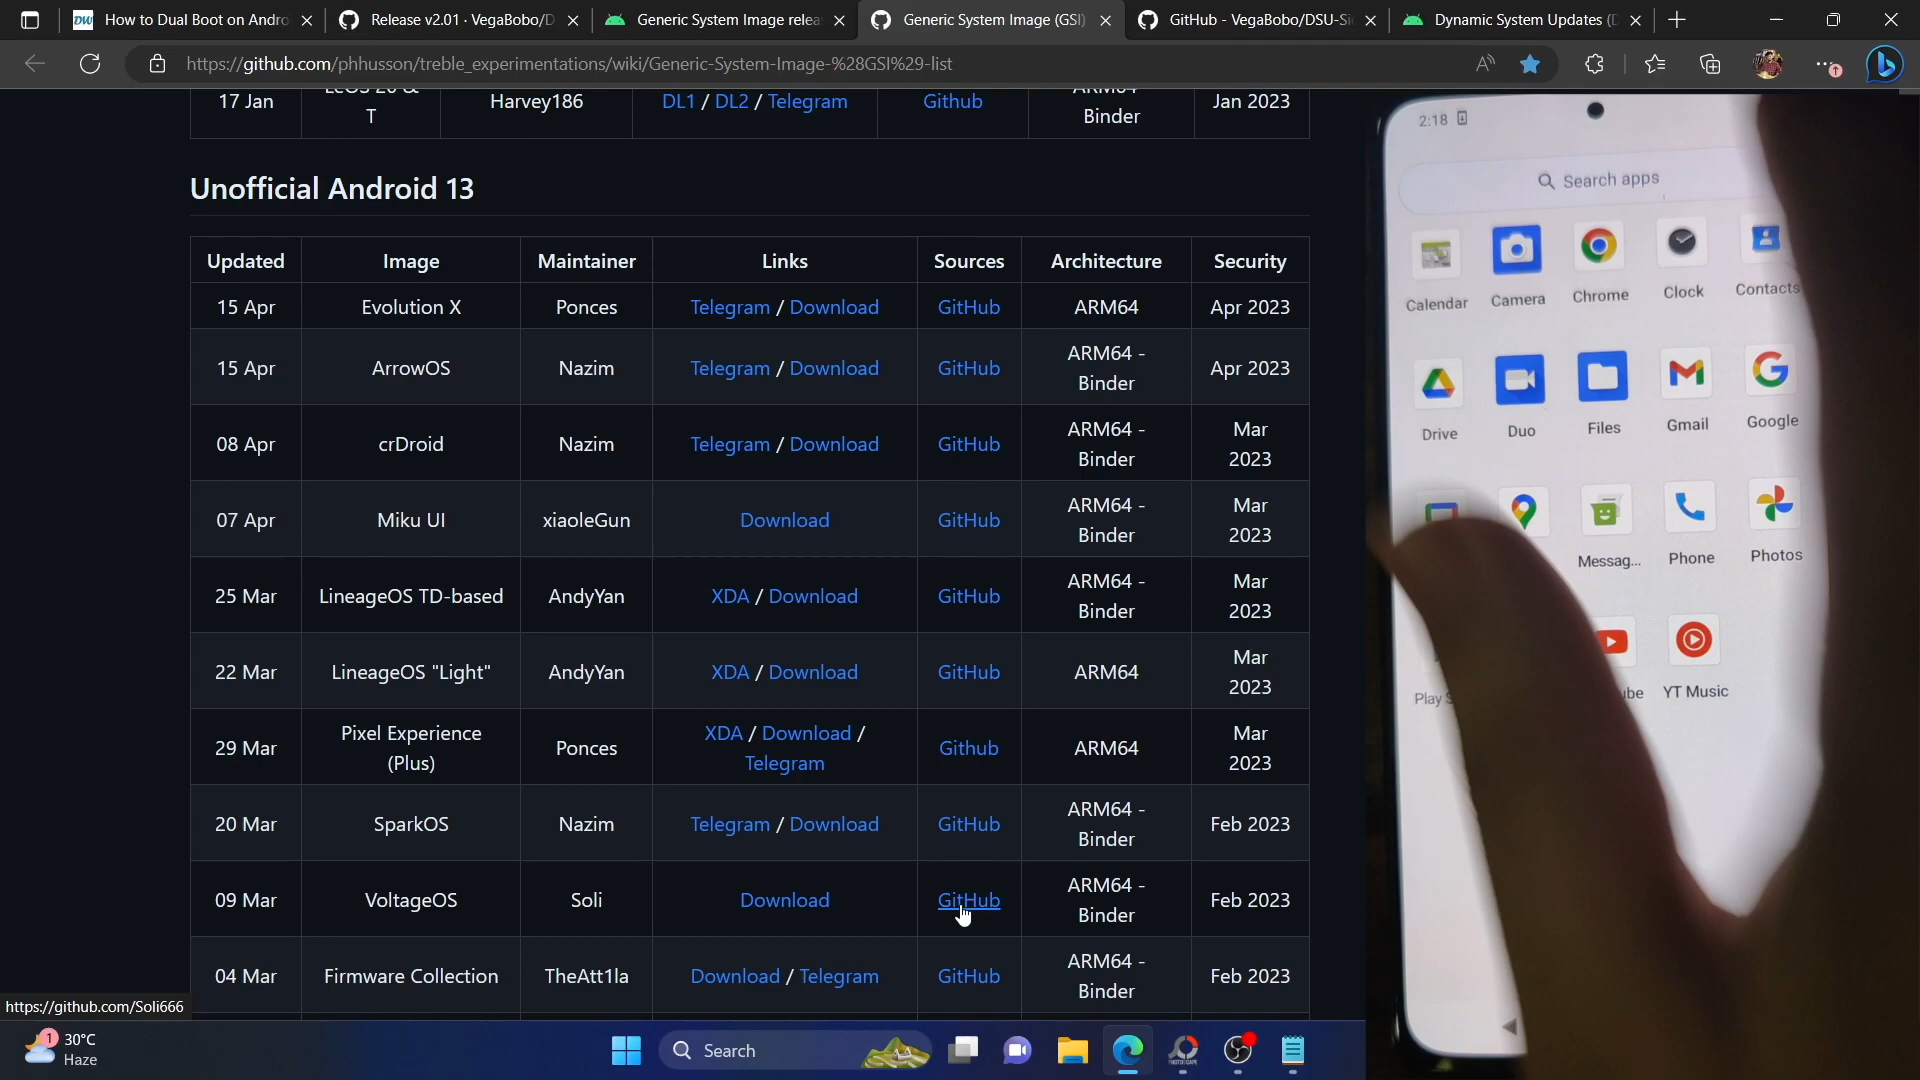 How to Dual Boot on Andro
Release v2.01 · VegaBobo/D
Generic System Image relea
Generic System Image (GSI)
GitHub - VegaBobo/DSU-Si
Dynamic System Updates (D
https://github.com/phhusson/treble_experimentations/wiki/Generic-System-Image-%28GSI%29-list
17 Jan T Harvey186 DL1 / DL2 / Telegram Github Binder Jan 2023
Unofficial Android 13
Updated Image Maintainer Links Sources Architecture Security
15 Apr Evolution X Ponces Telegram / Download GitHub ARM64 Apr 2023
15 Apr ArrowOS Nazim Telegram / Download GitHub ARM64 - Binder Apr 2023
08 Apr crDroid Nazim Telegram / Download GitHub ARM64 - Binder Mar 2023
07 Apr Miku UI xiaoleGun Download GitHub ARM64 - Binder Mar 2023
25 Mar LineageOS TD-based AndyYan XDA / Download GitHub ARM64 - Binder Mar 2023
22 Mar LineageOS "Light" AndyYan XDA / Download GitHub ARM64 Mar 2023
29 Mar Pixel Experience (Plus) Ponces XDA / Download / Telegram Github ARM64 Mar 2023
20 Mar SparkOS Nazim Telegram / Download GitHub ARM64 - Binder Feb 2023
09 Mar VoltageOS Soli Download GitHub ARM64 - Binder Feb 2023
04 Mar Firmware Collection TheAtt1la Download / Telegram GitHub ARM64 - Binder Feb 2023
https://github.com/Soli666
1 30°C
Haze
Search
2:18
Search apps
Calendar Camera Chrome Clock Contacts
Drive Duo Files Gmail Google
Messag... Phone Photos
Play YT Music